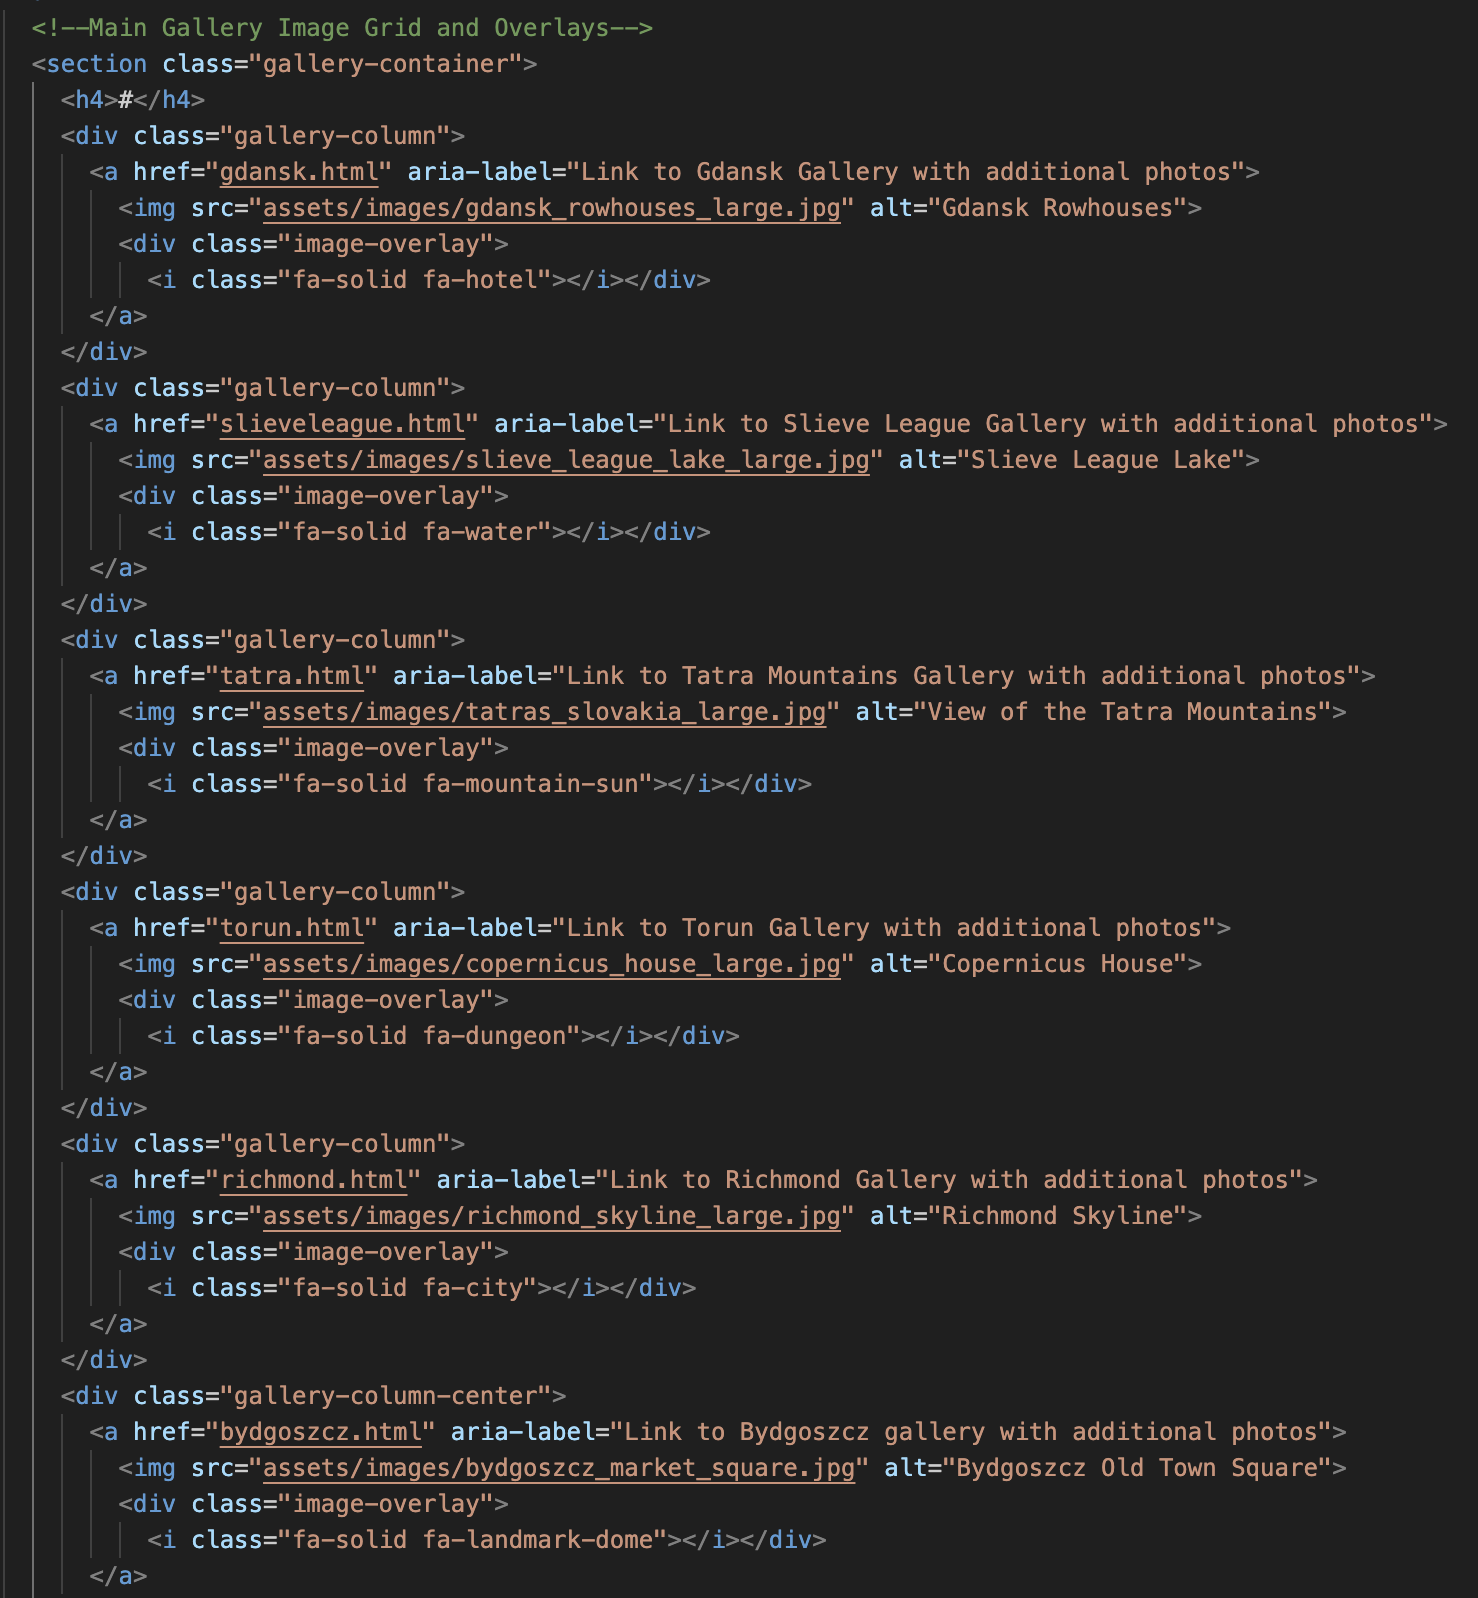 <!--Main Gallery Image Grid and Overlays-->
<section class="gallery-container">
<h4>#</h4>
<div class="gallery-column">
<a href="gdansk.html" aria-label="Link to Gdansk Gallery with additional photos">
<img src="assets/images/gdansk_rowhouses_large.jpg" alt="Gdansk Rowhouses">
<div class="image-overlay">
<i class="fa-solid fa-hotel"></i></div>
</a>
</div>
<div class="gallery-column">
<a href="slieveleague.html" aria-label="Link to Slieve League Gallery with additional photos">
<img src="assets/images/slieve_league_lake_large.jpg" alt="Slieve League Lake">
<div class="image-overlay">
<i class="fa-solid fa-water"></i></div>
</a>
</div>
<div class="gallery-column">
<a href="tatra.html" aria-label="Link to Tatra Mountains Gallery with additional photos">
<img src="assets/images/tatras_slovakia_large.jpg" alt="View of the Tatra Mountains">
<div class="image-overlay">
<i class="fa-solid fa-mountain-sun"></i></div>
</a>
</div>
<div class="gallery-column">
<a href="torun.html" aria-label="Link to Torun Gallery with additional photos">
<img src="assets/images/copernicus_house_large.jpg" alt="Copernicus House">
<div class="image-overlay">
<i class="fa-solid fa-dungeon"></i></div>
</a>
</div>
<div class="gallery-column">
<a href="richmond.html" aria-label="Link to Richmond Gallery with additional photos">
<img src="assets/images/richmond_skyline_large.jpg" alt="Richmond Skyline">
<div class="image-overlay">
<i class="fa-solid fa-city"></i></div>
</a>
</div>
<div class="gallery-column-center">
<a href="bydgoszcz.html" aria-label="Link to Bydgoszcz gallery with additional photos">
<img src="assets/images/bydgoszcz_market_square.jpg" alt="Bydgoszcz Old Town Square">
<div class="image-overlay">
<i class="fa-solid fa-landmark-dome"></i></div>
</a>